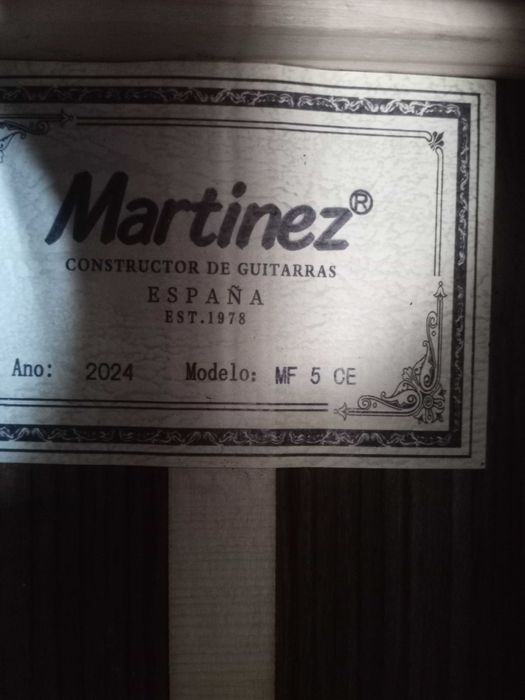 Martinez®
CONSTRUCTOR DE GUITARRAS
ESPAÑA
EST.1978
Ano: 2024 Modelo: MF 5 CE